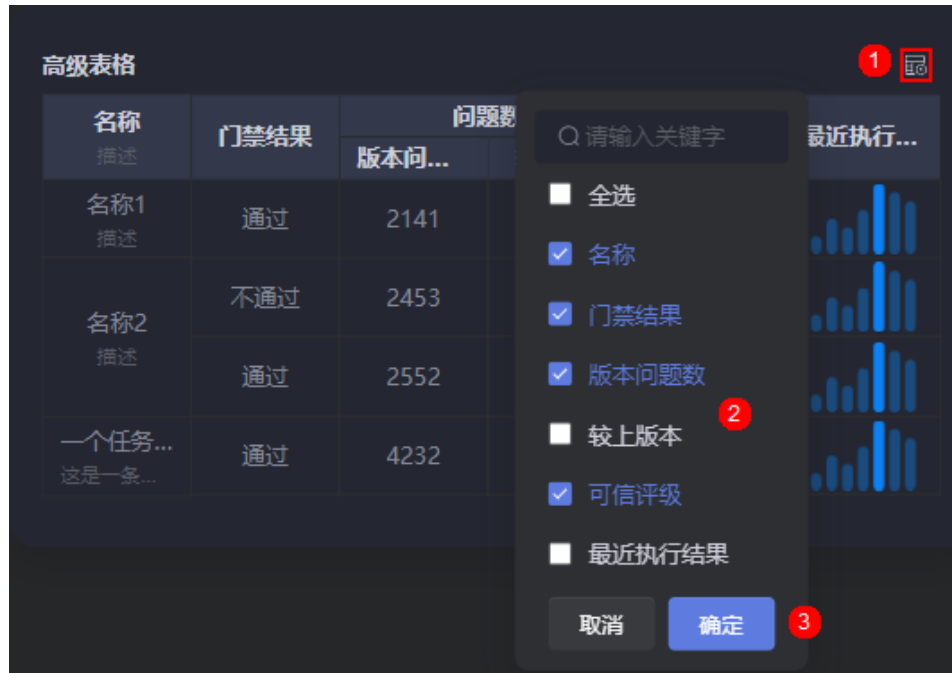 高级表格
1
名称
描述
门禁结果
问题数
版本问...
最近执行...
名称1
描述
通过
2141
名称2
描述
不通过
2453
通过
2552
一个任务...
这是一条...
通过
4232
请输入关键字
全选
名称
门禁结果
版本问题数
2
较上版本
可信评级
最近执行结果
取消
确定
3